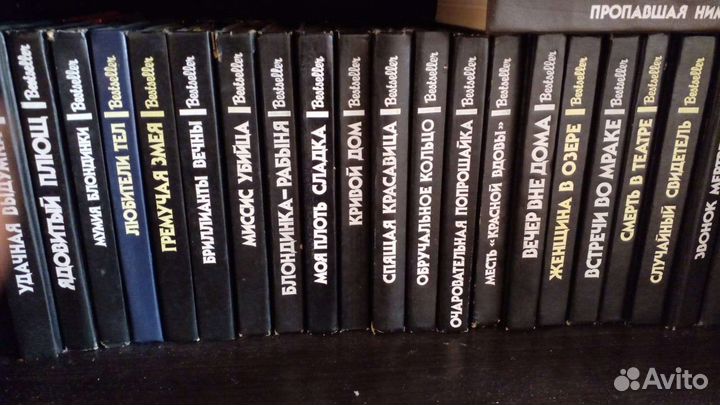 ПРОПАВШАЯ НИМ
УДАЧНАЯ ВЫДУМКА
ЯДОВИТЫЙ ПЛЮЩ Bestseller
МУМИЯ БЛОНДИНКИ Bestseller
ЛЮБИТЕЛИ ТЕЛ Bestseller
ГРЕМУЧАЯ ЗМЕЯ Bestseller
БРИЛЛИАНТЫ ВЕЧНЫ Bestseller
МИССИС УБИЙЦА Bestseller
БЛОНДИНКА-РАБЫНЯ Bestseller
МОЯ ПЛОТЬ СЛАДКА Bestseller
КРИВОЙ ДОМ Bestseller
СПЯЩАЯ КРАСАВИЦА Bestseller
ОБРУЧАЛЬНОЕ КОЛЬЦО Bestseller
ОЧАРОВАТЕЛЬНАЯ ПОПРОШАЙКА Bestseller
МЕСТЬ «КРАСНОЙ ВДОВЫ» Bestseller
ВЕЧЕР ВНЕ ДОМА Bestseller
ЖЕНЩИНА В ОЗЕРЕ Bestseller
ВСТРЕЧИ ВО МРАКЕ Bestseller
СМЕРТЬ В ТЕАТРЕ Bestseller
СЛУЧАЙНЫЙ СВИДЕТЕЛЬ Bestseller
ЗВОНОК
Avito